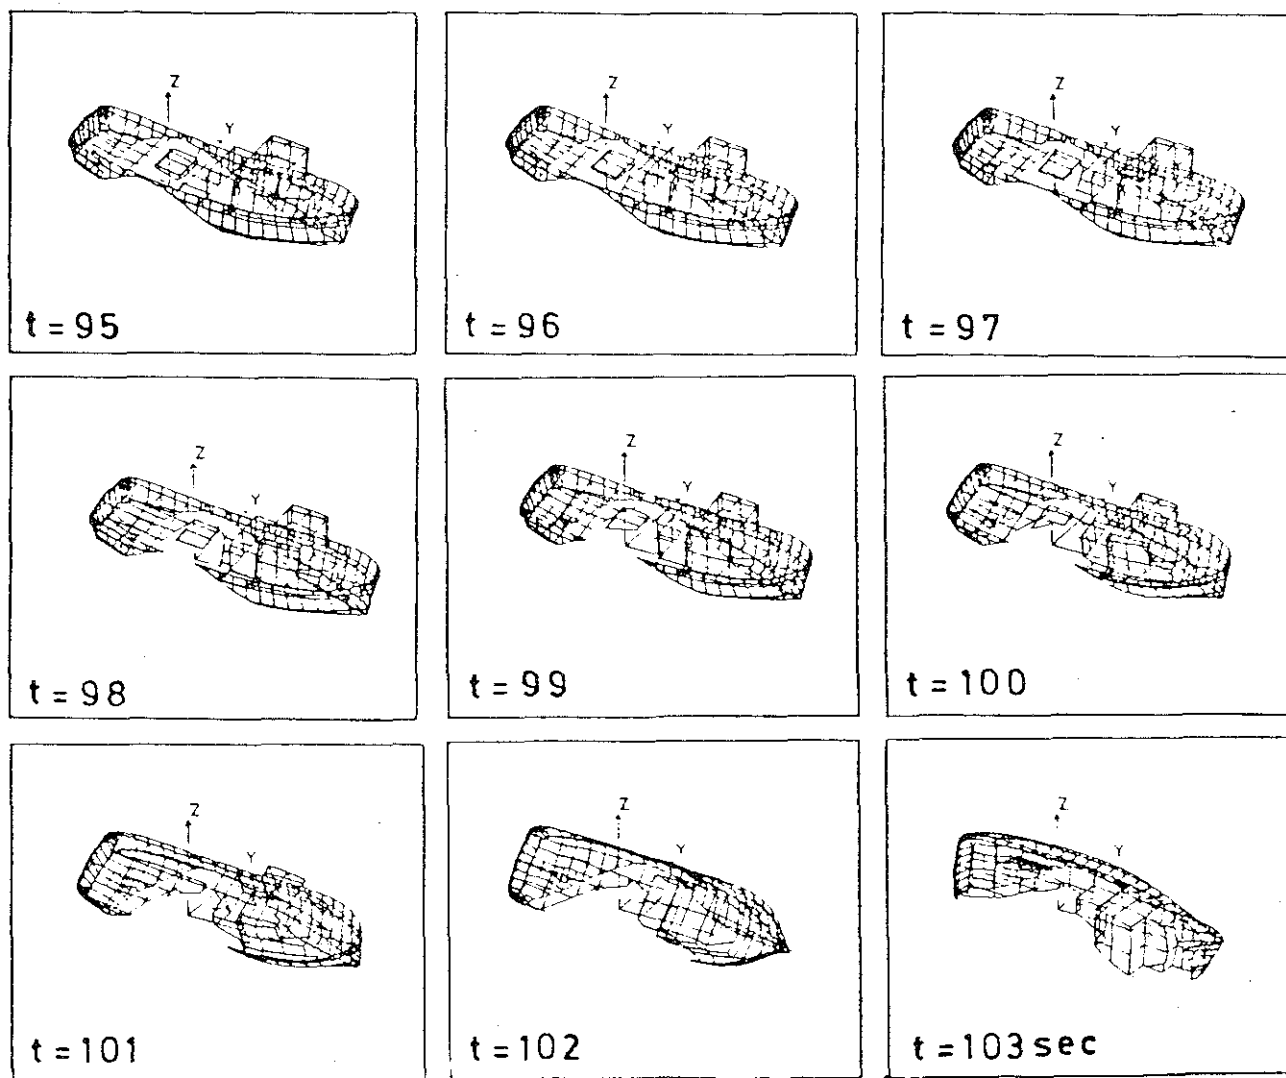 Z
Y
t = 95
Z
Y
t = 96
Z
Y
t = 97
Z
Y
t = 98
Z
Y
t = 99
Z
Y
t = 100
Z
Y
t = 101
Z
Y
t = 102
Z
Y
t = 103 sec